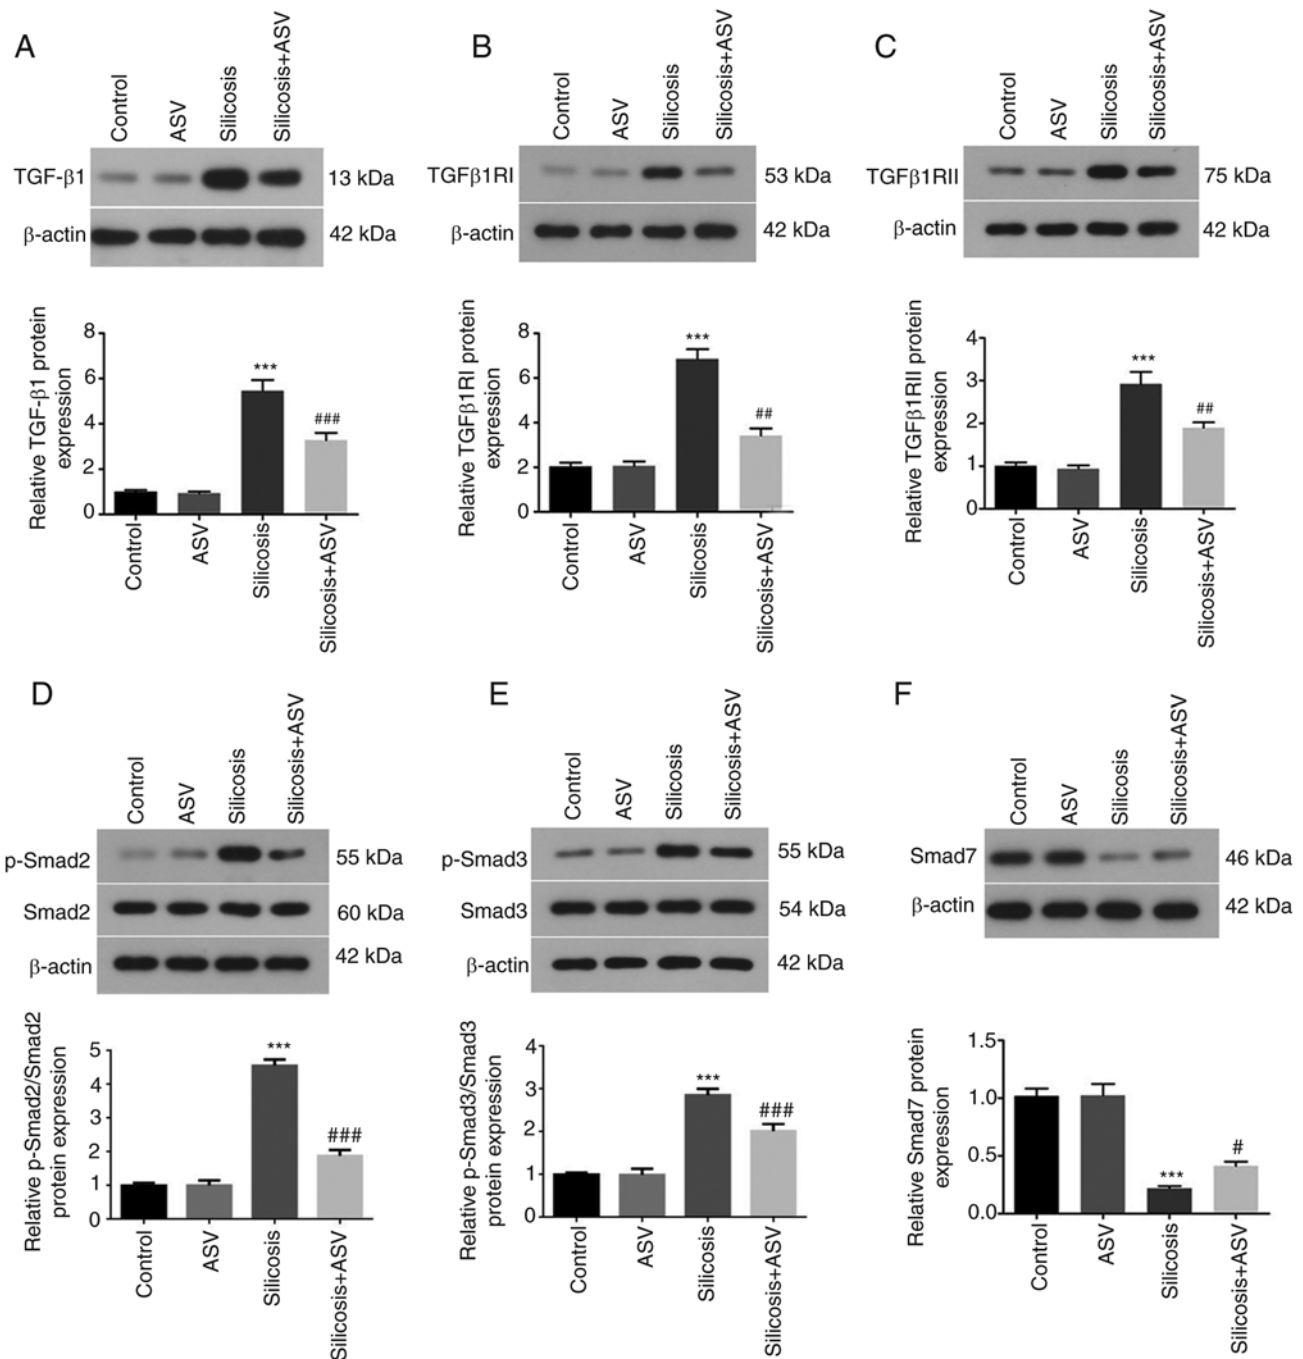 A
Control
ASV
Silicosis
Silicosis+ASV
TGF-β1
13 kDa
β-actin
42 kDa
Relative TGF-β1 protein
expression
8
6
4
2
0
***
###
Control
ASV
Silicosis
Silicosis+ASV
B
Control
ASV
Silicosis
Silicosis+ASV
TGFβ1RI
53 kDa
β-actin
42 kDa
Relative TGFβ1RI protein
expression
8
6
4
2
0
***
##
Control
ASV
Silicosis
Silicosis+ASV
C
Control
ASV
Silicosis
Silicosis+ASV
TGFβ1RII
75 kDa
β-actin
42 kDa
Relative TGFβ1RII protein
expression
4
3
2
1
0
***
##
Control
ASV
Silicosis
Silicosis+ASV
D
Control
ASV
Silicosis
Silicosis+ASV
p-Smad2
55 kDa
Smad2
60 kDa
β-actin
42 kDa
Relative p-Smad2/Smad2
protein expression
5
4
3
2
1
0
***
###
Control
ASV
Silicosis
Silicosis+ASV
E
Control
ASV
Silicosis
Silicosis+ASV
p-Smad3
55 kDa
Smad3
54 kDa
β-actin
42 kDa
Relative p-Smad3/Smad3
protein expression
4
3
2
1
0
***
###
Control
ASV
Silicosis
Silicosis+ASV
F
Control
ASV
Silicosis
Silicosis+ASV
Smad7
46 kDa
β-actin
42 kDa
Relative Smad7 protein
expression
1.5
1.0
0.5
0.0
***
#
Control
ASV
Silicosis
Silicosis+ASV